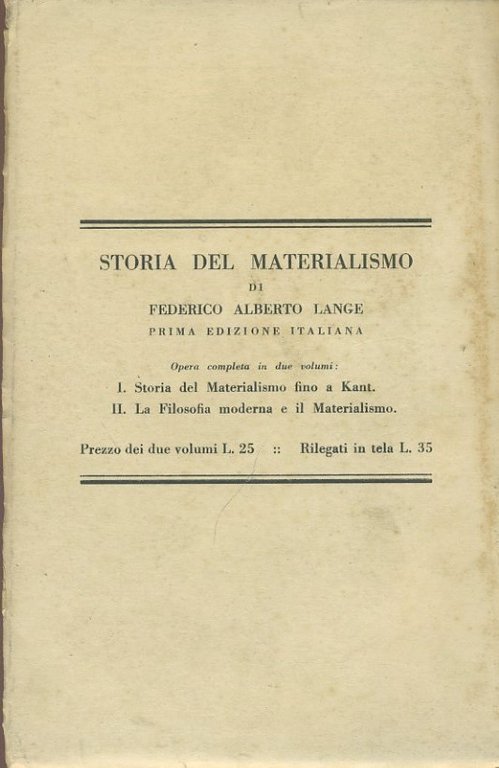 STORIA DEL MATERIALISMO
DI
FEDERICO ALBERTO LANGE
PRIMA EDIZIONE ITALIANA
Opera completa in due volumi:
I. Storia del Materialismo fino a Kant.
II. La Filosofia moderna e il Materialismo.
Prezzo dei due volumi L. 25 :: Rilegati in tela L. 35